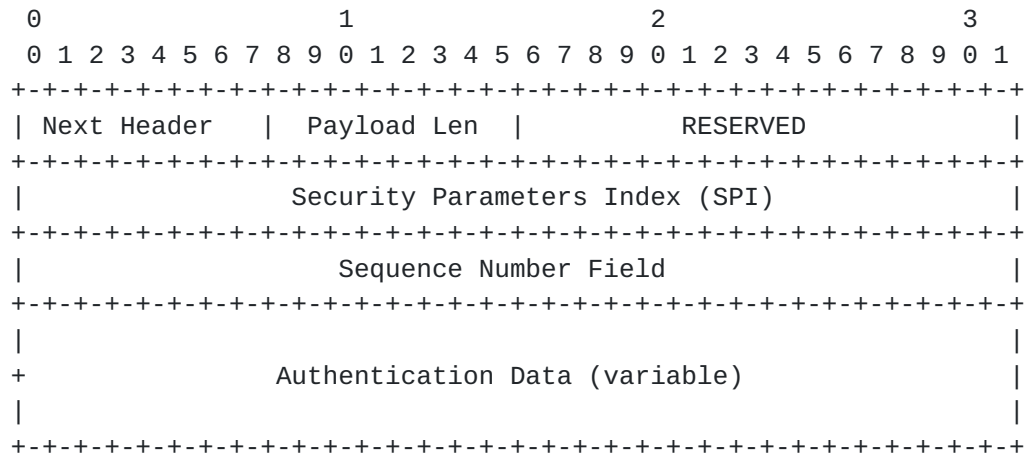 0                   1                   2                   3
 0 1 2 3 4 5 6 7 8 9 0 1 2 3 4 5 6 7 8 9 0 1 2 3 4 5 6 7 8 9 0 1
+-+-+-+-+-+-+-+-+-+-+-+-+-+-+-+-+-+-+-+-+-+-+-+-+-+-+-+-+-+-+-+-+
| Next Header   |  Payload Len  |          RESERVED             |
+-+-+-+-+-+-+-+-+-+-+-+-+-+-+-+-+-+-+-+-+-+-+-+-+-+-+-+-+-+-+-+-+
|                 Security Parameters Index (SPI)               |
+-+-+-+-+-+-+-+-+-+-+-+-+-+-+-+-+-+-+-+-+-+-+-+-+-+-+-+-+-+-+-+-+
|                    Sequence Number Field                      |
+-+-+-+-+-+-+-+-+-+-+-+-+-+-+-+-+-+-+-+-+-+-+-+-+-+-+-+-+-+-+-+-+
|                                                               |
+                Authentication Data (variable)                 |
|                                                               |
+-+-+-+-+-+-+-+-+-+-+-+-+-+-+-+-+-+-+-+-+-+-+-+-+-+-+-+-+-+-+-+-+